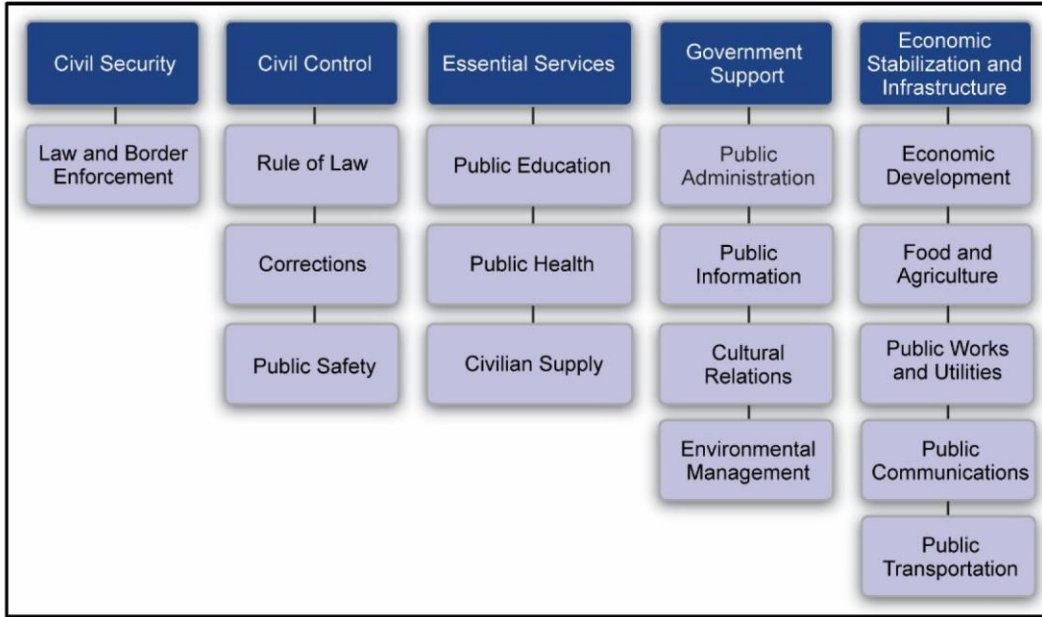 Civil Security
Law and Border
Enforcement
Civil Control
Rule of Law
Corrections
Public Safety
Essential Services
Public Education
Public Health
Civilian Supply
Government
Support
Public
Administration
Public
Information
Cultural
Relations
Environmental
Management
Economic
Stabilization and
Infrastructure
Economic
Development
Food and
Agriculture
Public Works
and Utilities
Public
Communications
Public
Transportation